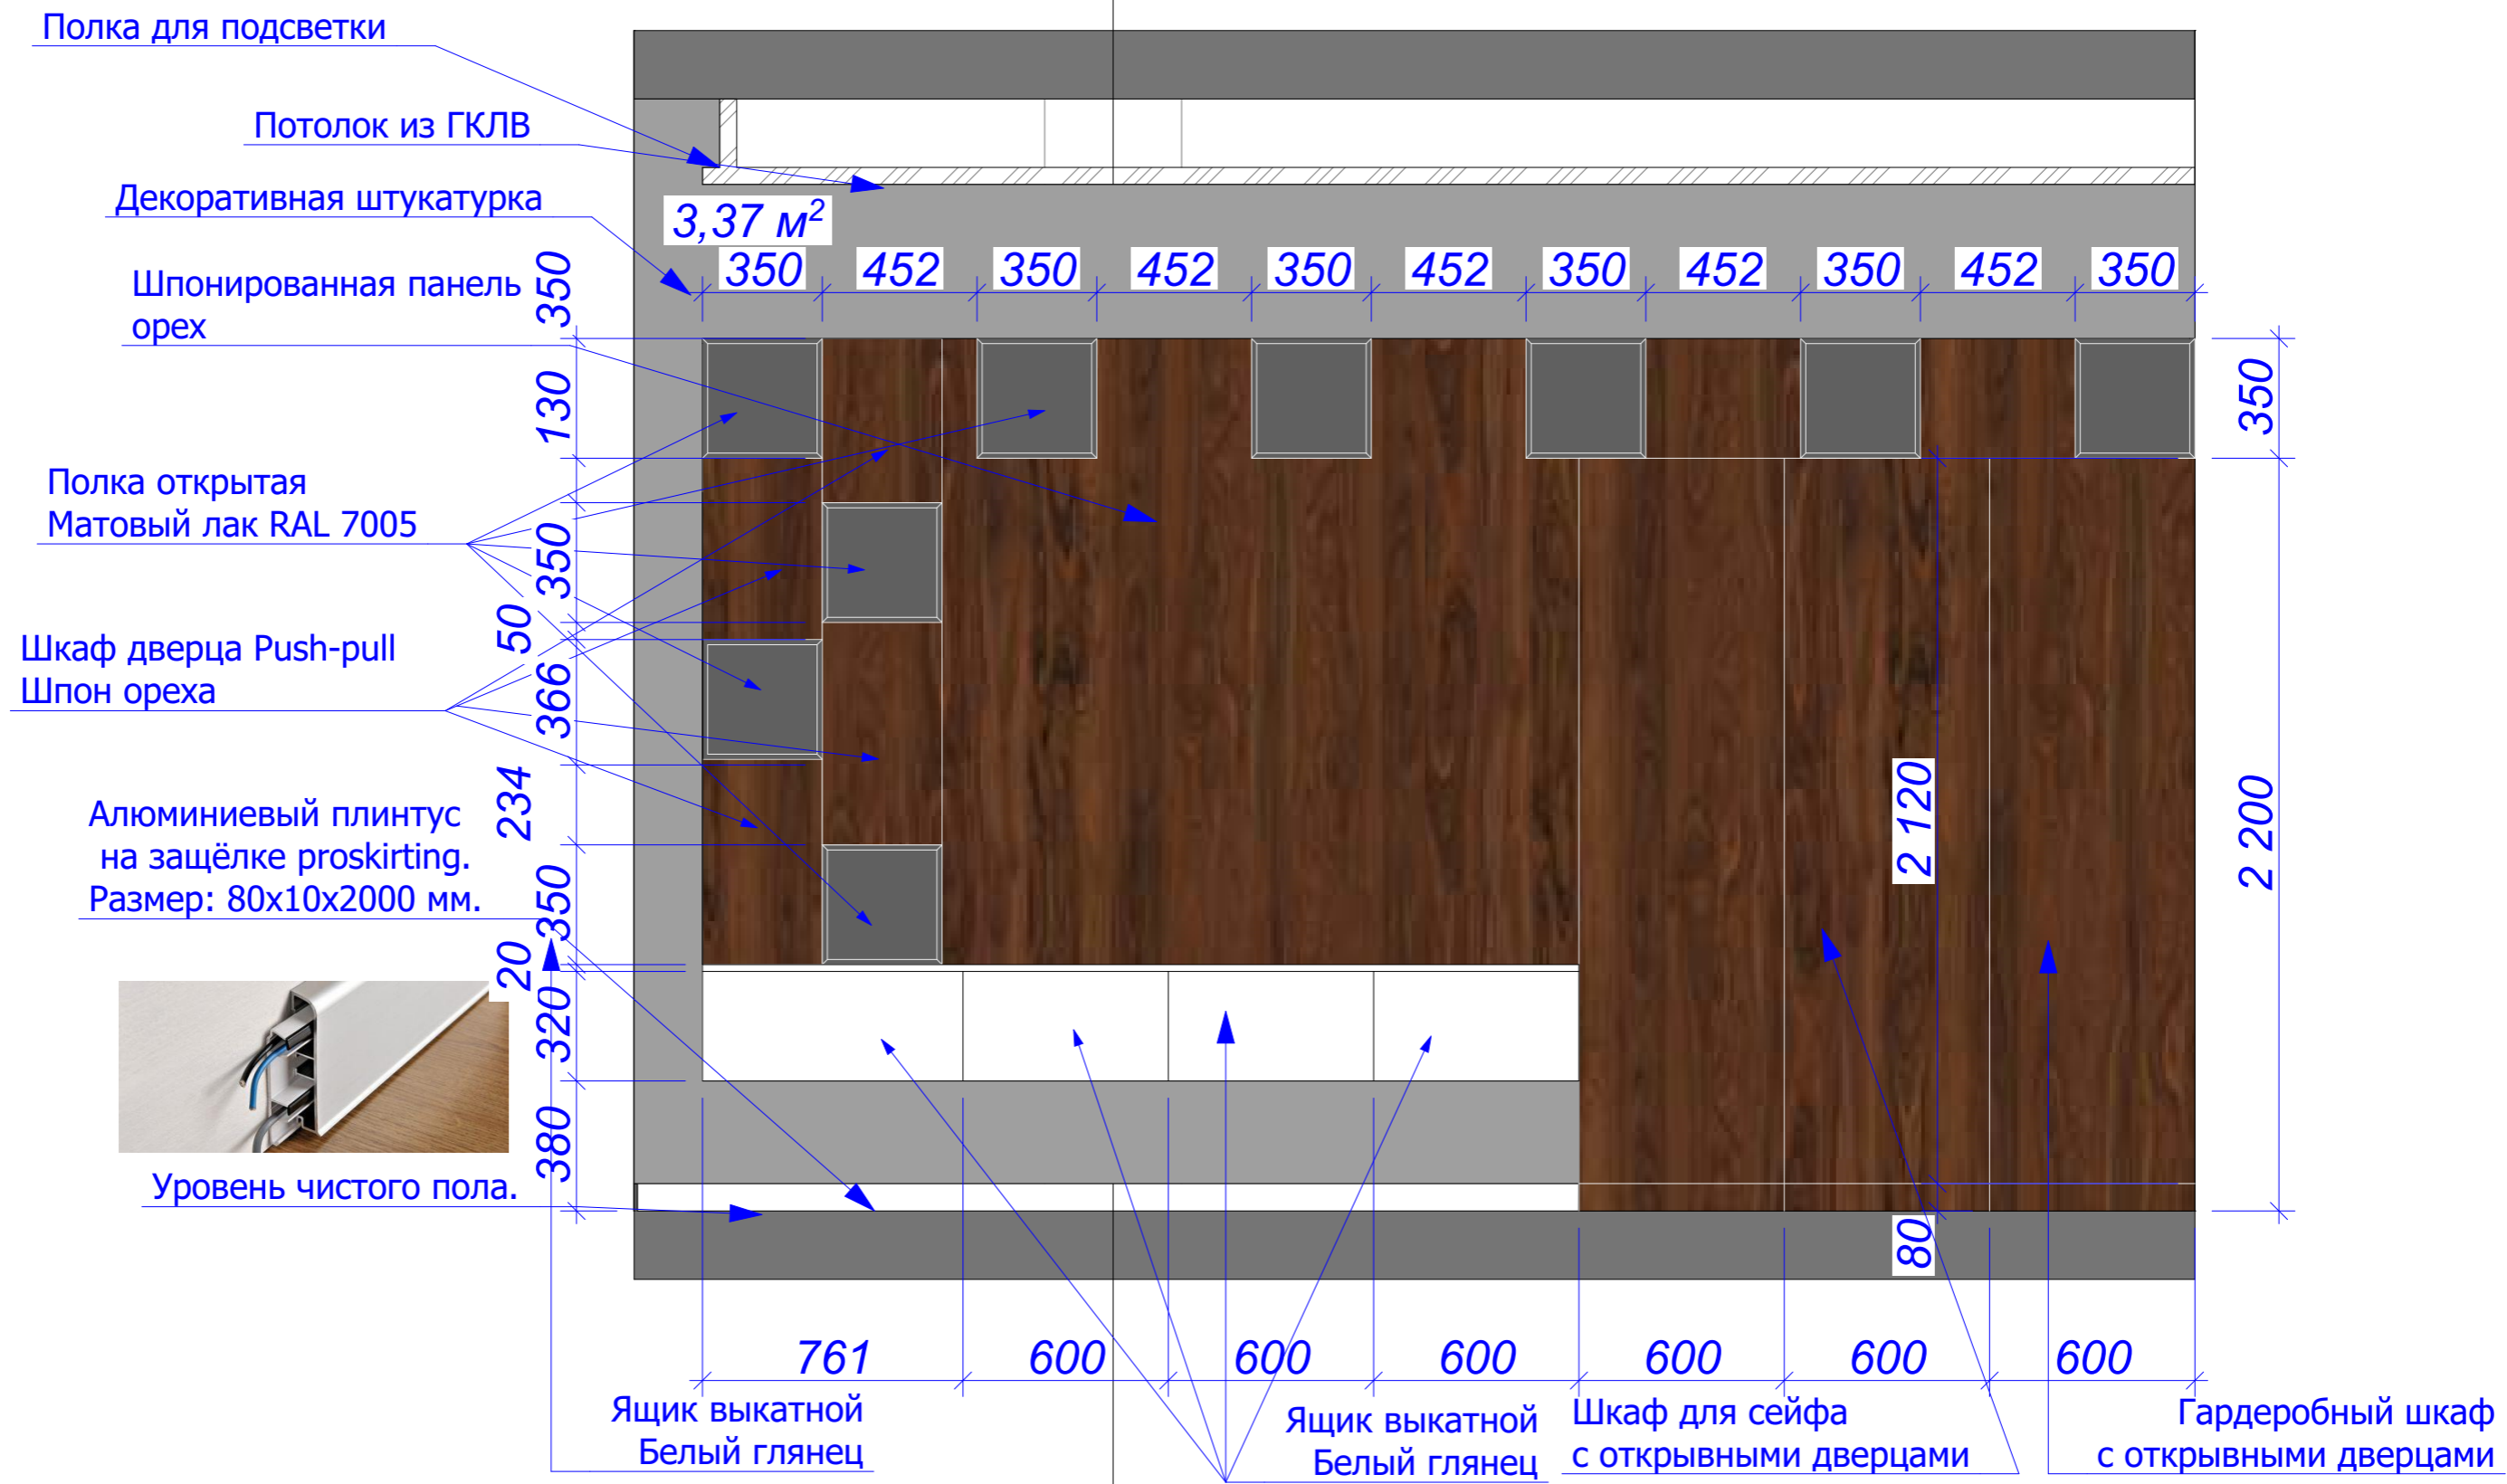 Полка для подсветки
Потолок из ГКЛВ
Декоративная штукатурка
3,37 м²
350 452 350 452 350 452 350 452 350 452 350
Шпонированная панель
орех
350
130
350
50
366
234
350
20
320
380
Полка открытая
Матовый лак RAL 7005
Шкаф дверца Push-pull
Шпон ореха
Алюминиевый плинтус
на защёлке proskirting.
Размер: 80х10х2000 мм.
Уровень чистого пола.
350
2 200
2 120
80
761 600 600 600 600 600 600
Ящик выкатной
Белый глянец
Ящик выкатной
Белый глянец
Шкаф для сейфа
с открывными дверцами
Гардеробный шкаф
с открывными дверцами